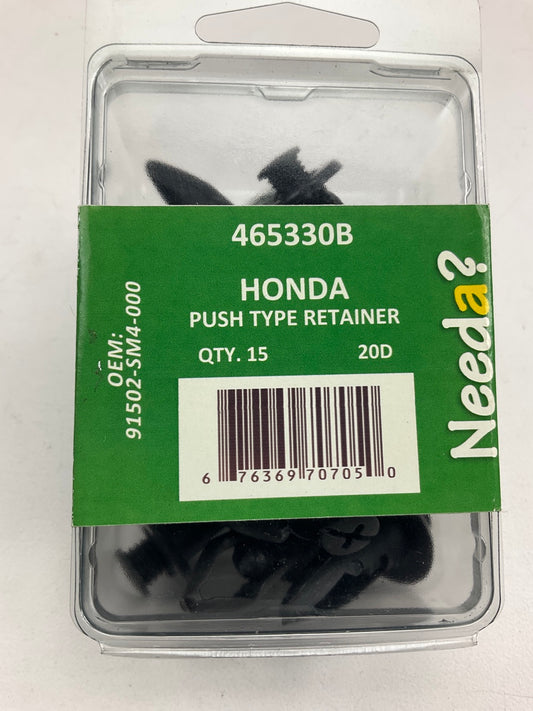 465330B
HONDA
PUSH TYPE RETAINER
QTY. 15 20D
6 76369 70705 0
OEM:
91502-SM4-000
Needa?